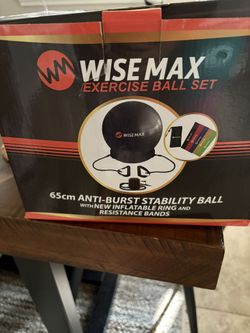 WM WISE MAX
EXERCISE BALL SET
WISE MAX
65cm ANTI-BURST STABILITY BALL
WITH NEW INFLATABLE RING AND
RESISTANCE BANDS